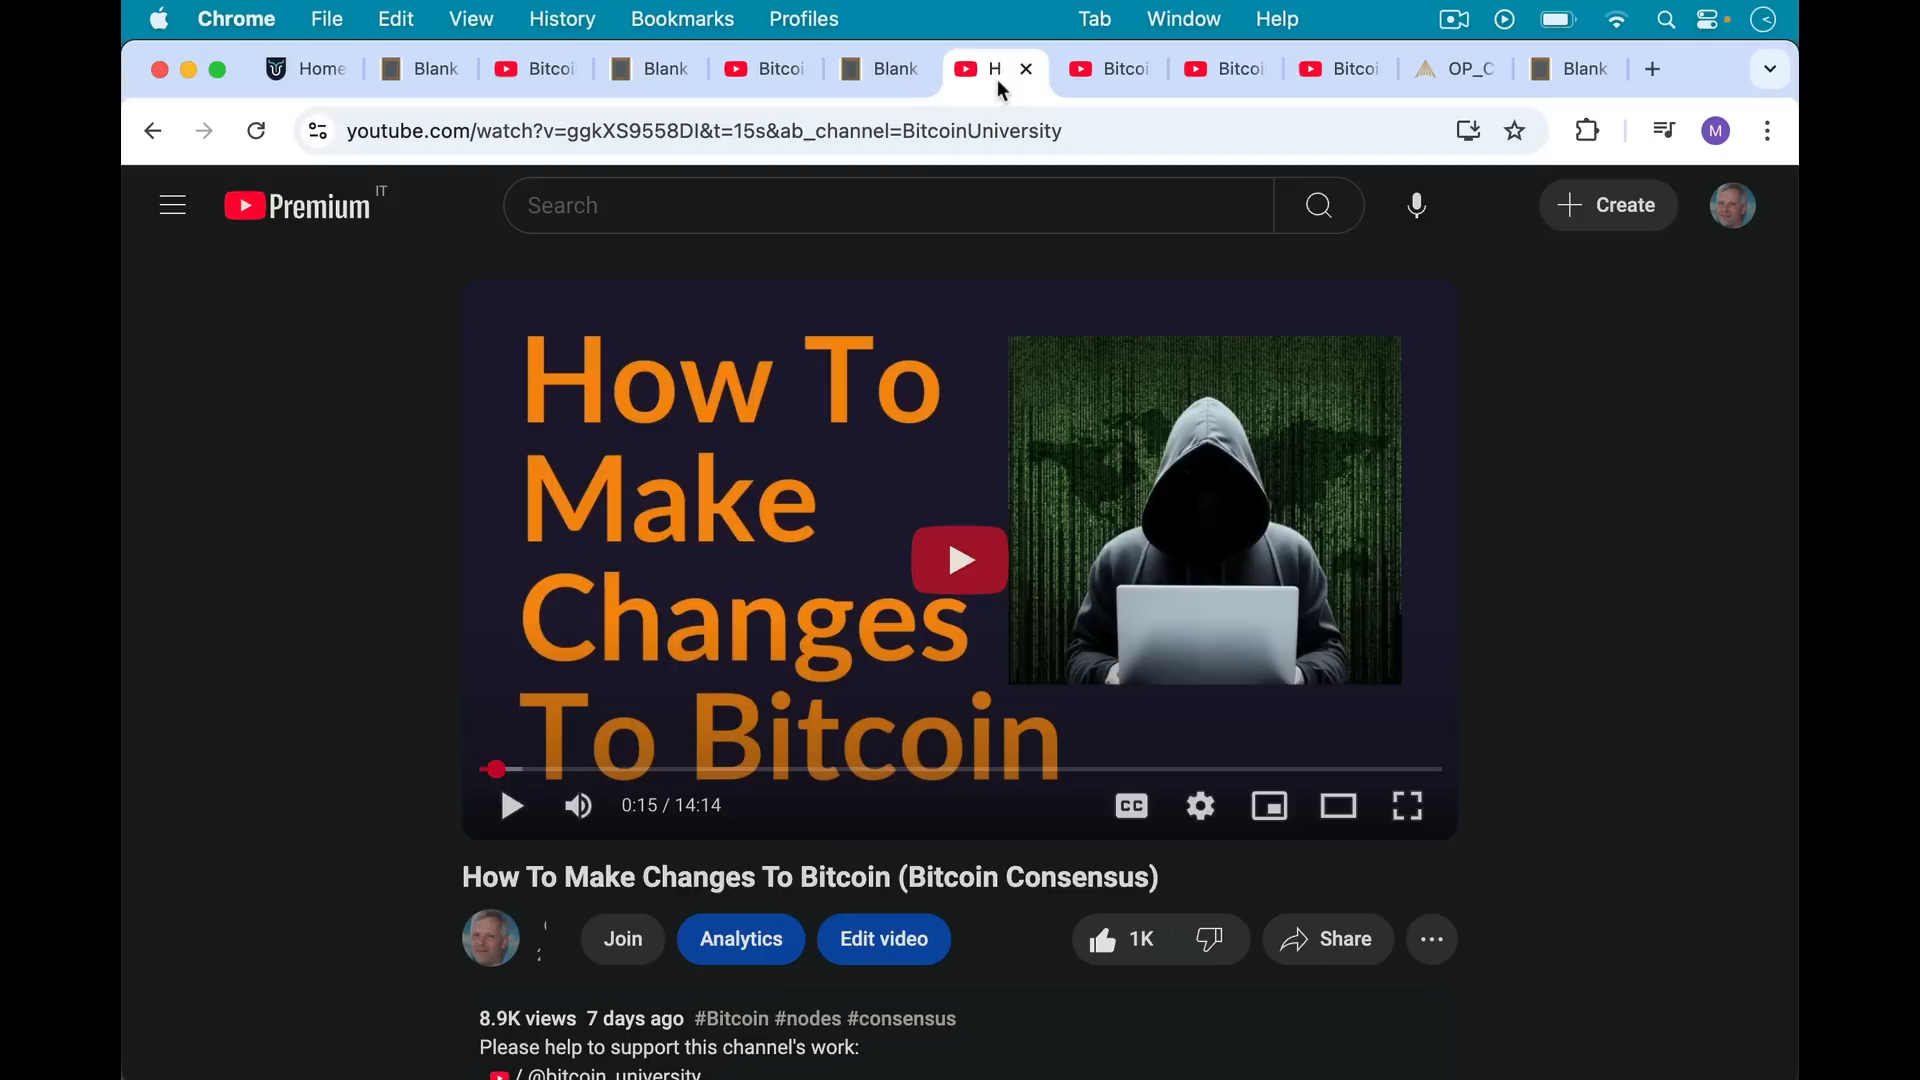 Chrome File Edit View History Bookmarks Profiles Tab Window Help
Home Blank Bitcoi Blank Bitcoi Blank H Bitcoi Bitcoi Bitcoi OP_C Blank
youtube.com/watch?v=ggkXS9558DI&t=15s&ab_channel=BitcoinUniversity M
Premium IT Search Create
How To
Make
Changes
To Bitcoin
0:15 / 14:14 CC
How To Make Changes To Bitcoin (Bitcoin Consensus)
Join Analytics Edit video 1K Share
8.9K views 7 days ago #Bitcoin #nodes #consensus
Please help to support this channel's work:
/ @bitcoin_university